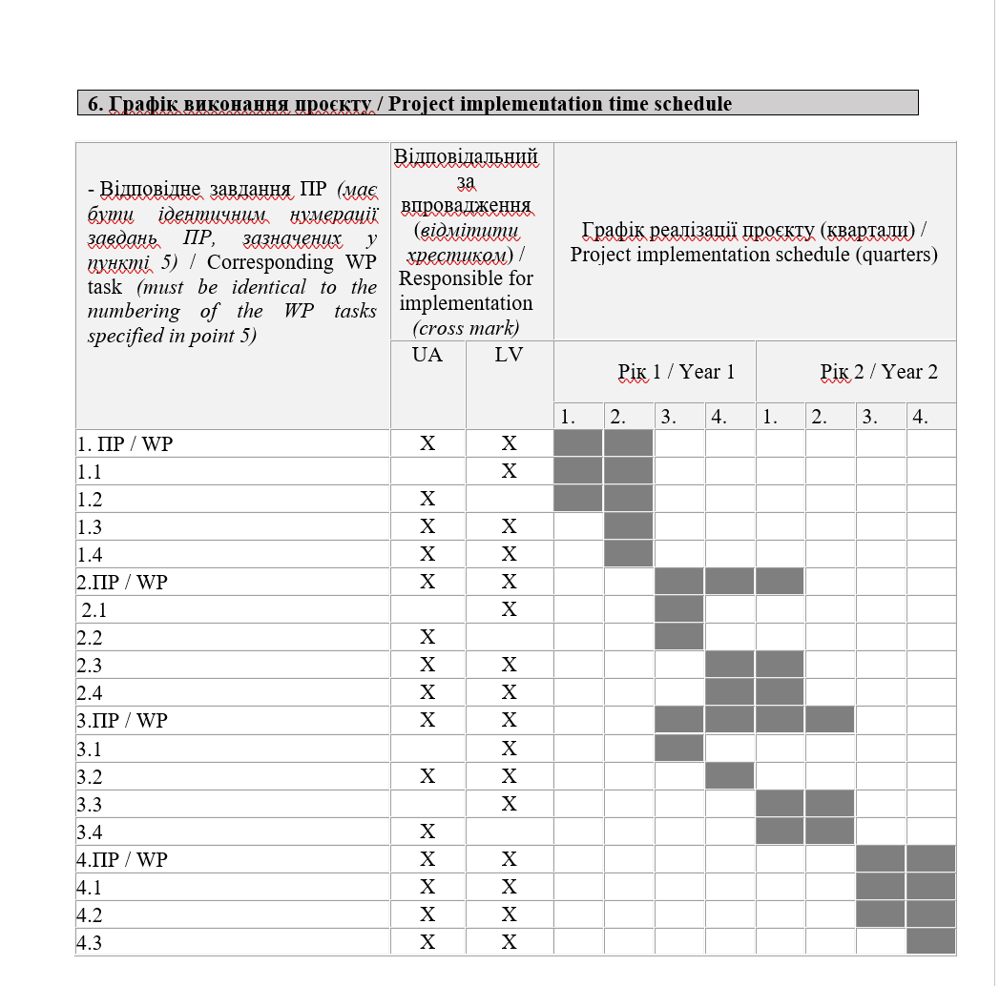 6. Графік виконання проєкту / Project implementation time schedule
- Відповідне завдання ПР (має
бути ідентичним нумерації
завдань ПР, зазначених у
пункті 5) / Corresponding WP
task (must be identical to the
numbering of the WP tasks
specified in point 5)
Відповідальний
за
впровадження
(відмітити
хрестиком) /
Responsible for
implementation
(cross mark)
Графік реалізації проєкту (квартали) /
Project implementation schedule (quarters)
UA LV
Рік 1 / Year 1 Рік 2 / Year 2
1. 2. 3. 4. 1. 2. 3. 4.
1. ПР / WP X X
1.1 X
1.2 X
1.3 X X
1.4 X X
2.ПР / WP X X
2.1 X
2.2 X
2.3 X X
2.4 X X
3.ПР / WP X X
3.1 X
3.2 X X
3.3 X
3.4 X
4.ПР / WP X X
4.1 X X
4.2 X X
4.3 X X